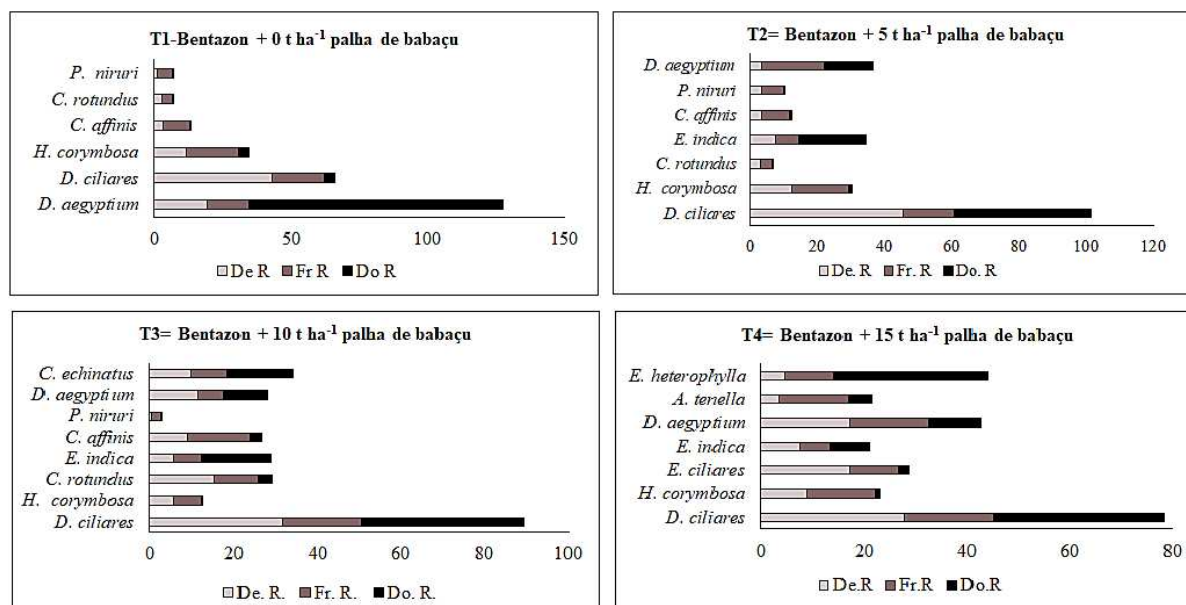 T1-Bentazon + 0 t ha⁻¹ palha de babaçu
P. niruri
C. rotundus
C. affinis
H. corymbosa
D. ciliares
D. aegyptium
0 50 100 150
De R Fr R Do R
T2= Bentazon + 5 t ha⁻¹ palha de babaçu
D. aegyptium
P. niruri
C. affinis
E. indica
C. rotundus
H. corymbosa
D. ciliares
0 20 40 60 80 100 120
De. R Fr. R Do. R
T3= Bentazon + 10 t ha⁻¹ palha de babaçu
C. echinatus
D. aegyptium
P. niruri
C. affinis
E. indica
C. rotundus
H. corymbosa
D. ciliares
0 20 40 60 80 100
De. R. Fr. R. Do. R.
T4= Bentazon + 15 t ha⁻¹ palha de babaçu
E. heterophylla
A. tenella
D. aegyptium
E. indica
E. ciliares
H. corymbosa
D. ciliares
0 20 40 60 80
De.R Fr.R Do.R